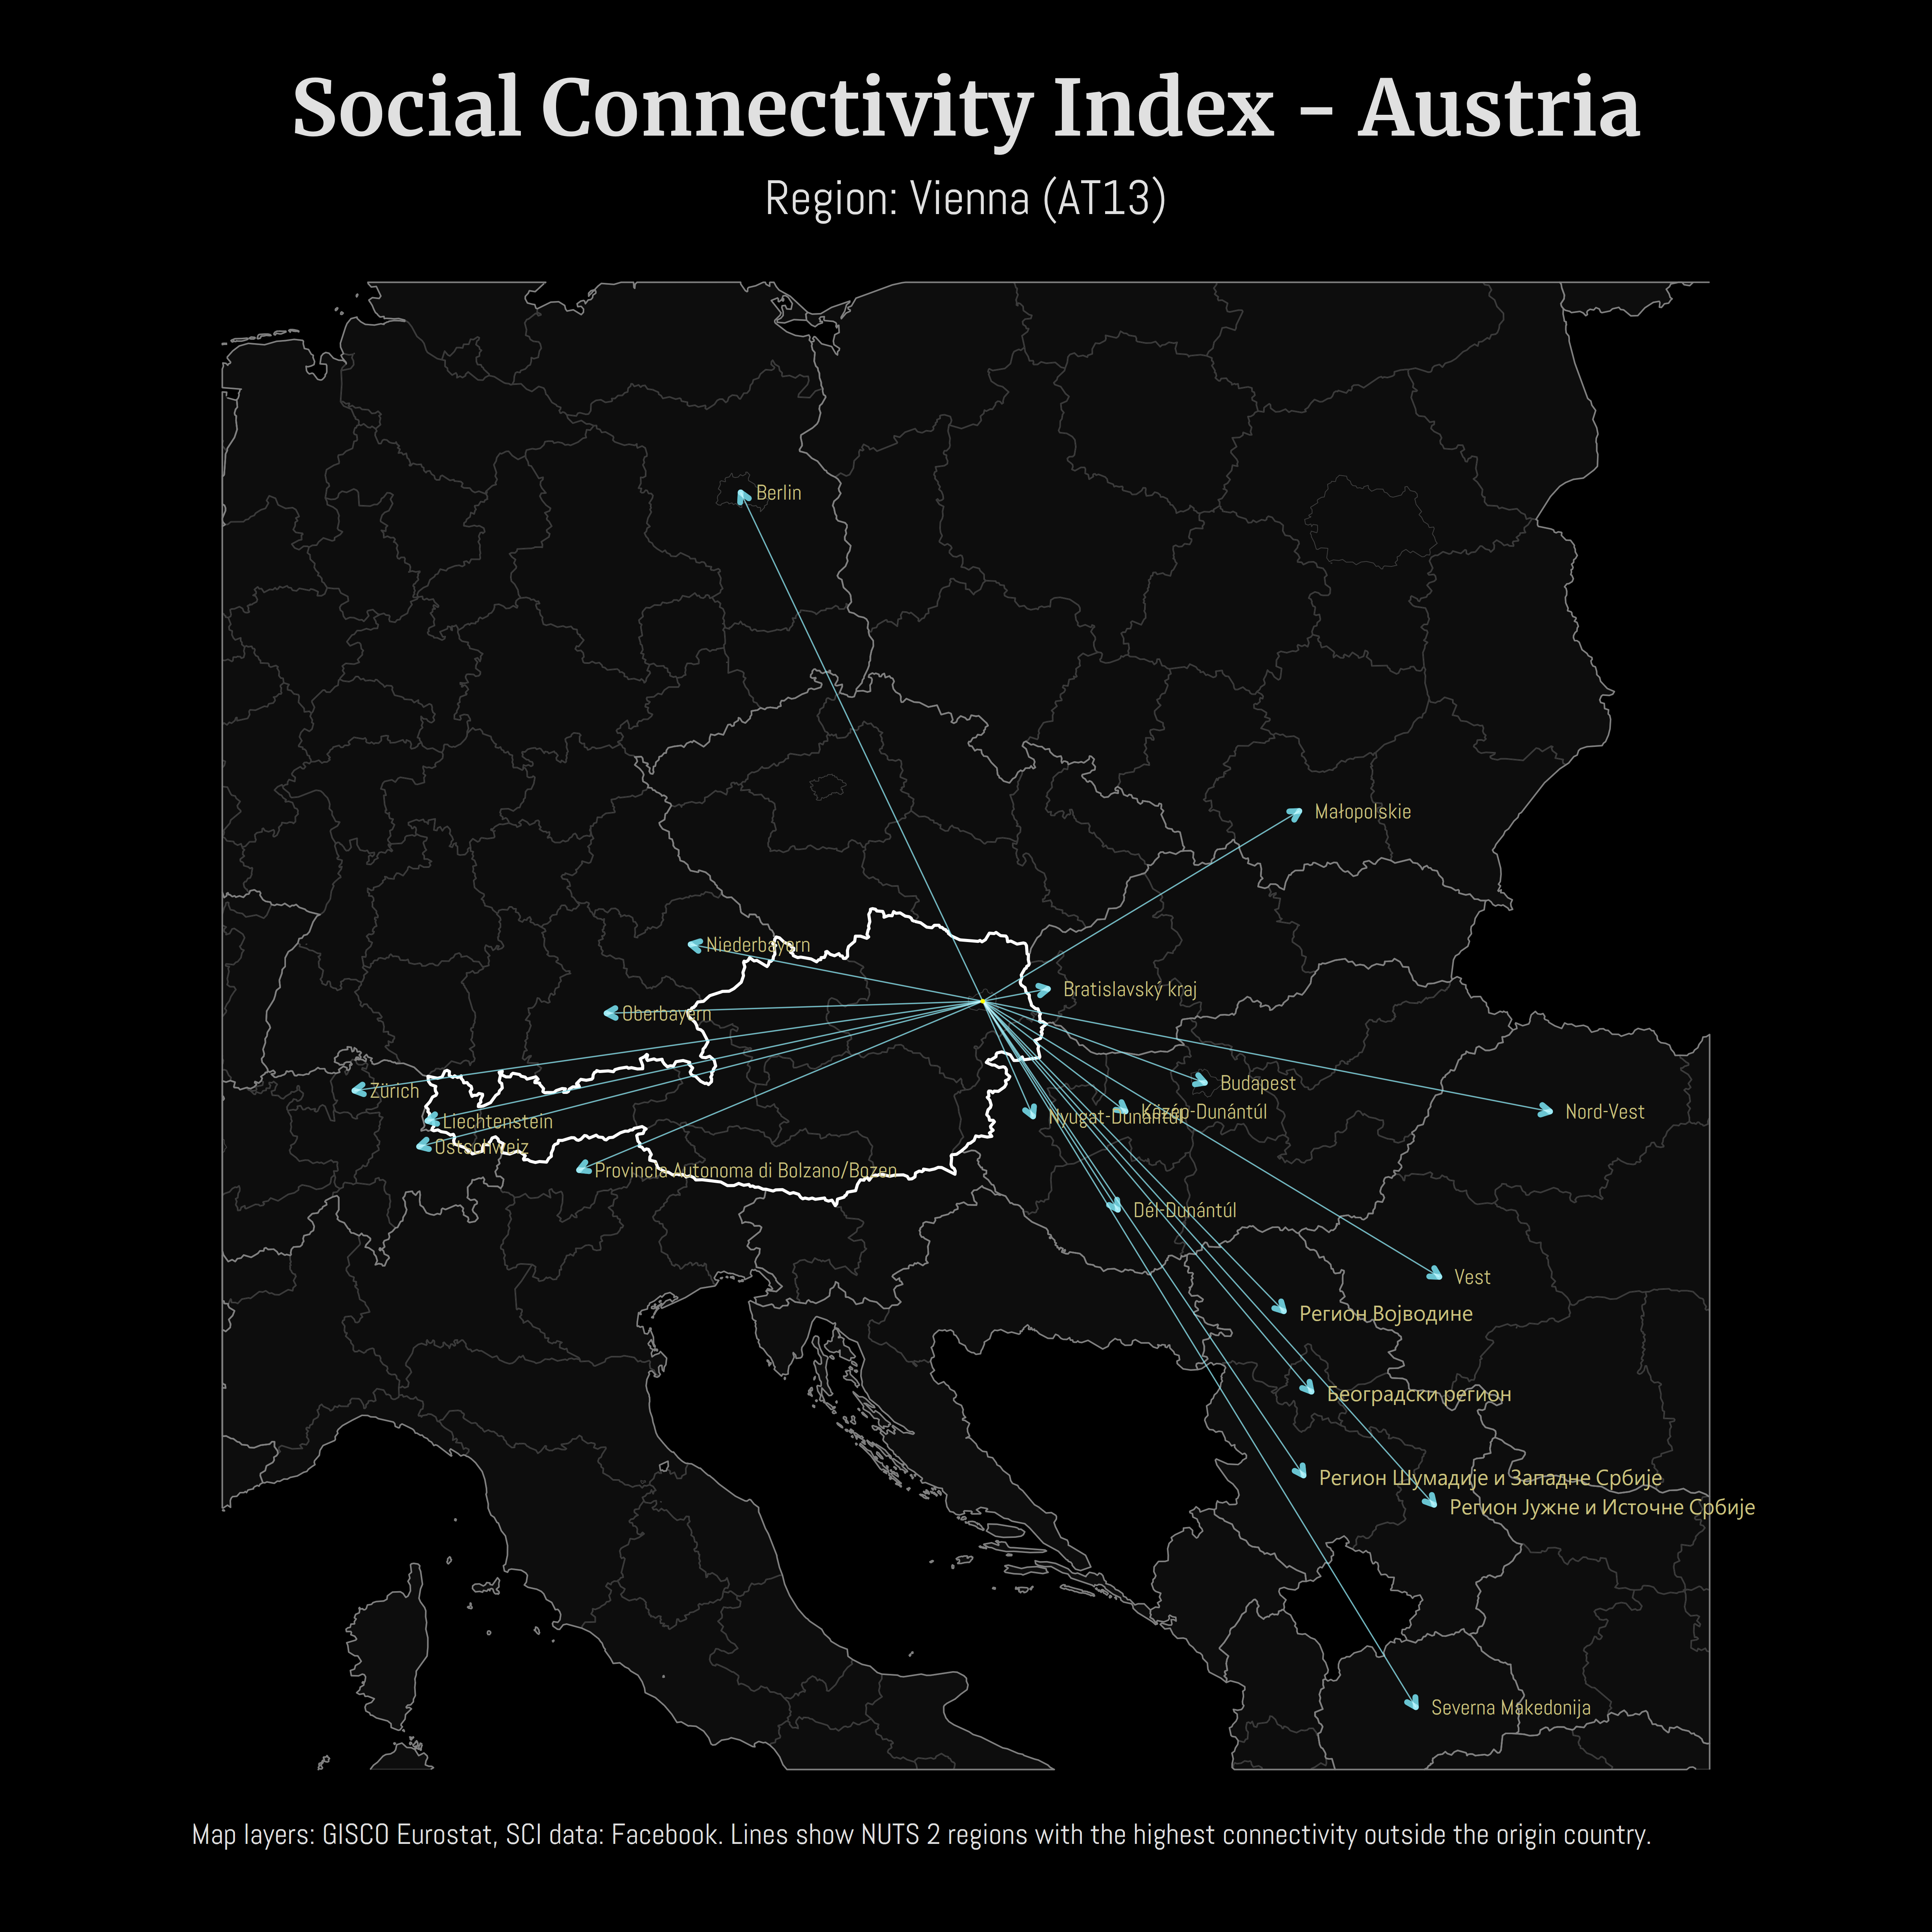 Social Connectivity Index - Austria
Region: Vienna (AT13)
Berlin
Małopolskie
Niederbayern
Bratislavský kraj
Oberbayern
Budapest
Zürich
Közép-Dunántúl
Nord-Vest
Nyugat-Dunántúl
Liechtenstein
Ostschweiz
Provincia Autonoma di Bolzano/Bozen
Dél-Dunántúl
Vest
Регион Војводине
Београдски регион
Регион Шумадије и Западне Србије
Регион Јужне и Источне Србије
Severna Makedonija
Map layers: GISCO Eurostat, SCI data: Facebook. Lines show NUTS 2 regions with the highest connectivity outside the origin country.